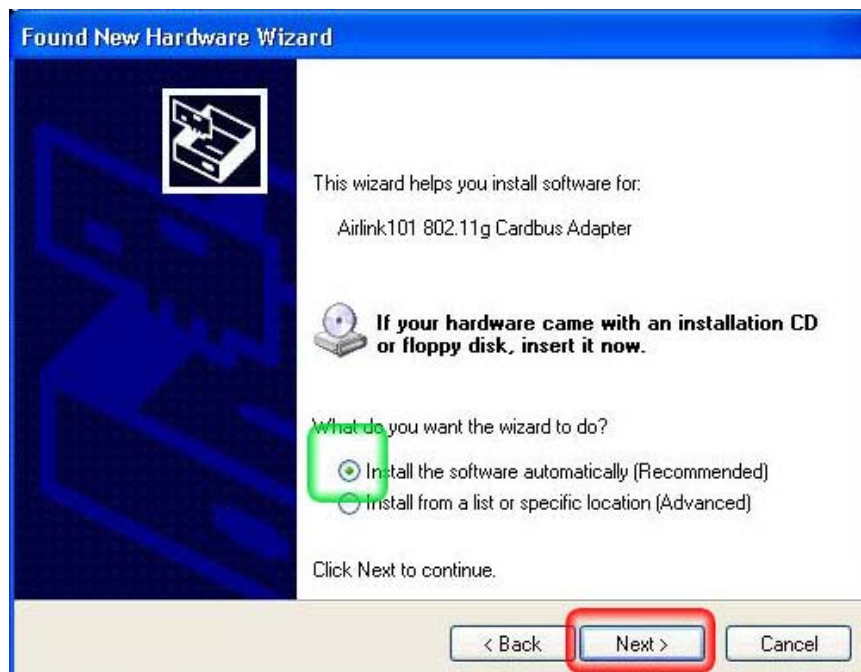 Found New Hardware Wizard
This wizard helps you install software for:
Airlink101 802.11g Cardbus Adapter
If your hardware came with an installation CD
or floppy disk, insert it now.
What do you want the wizard to do?
Install the software automatically (Recommended)
Install from a list or specific location (Advanced)
Click Next to continue.
< Back
Next >
Cancel